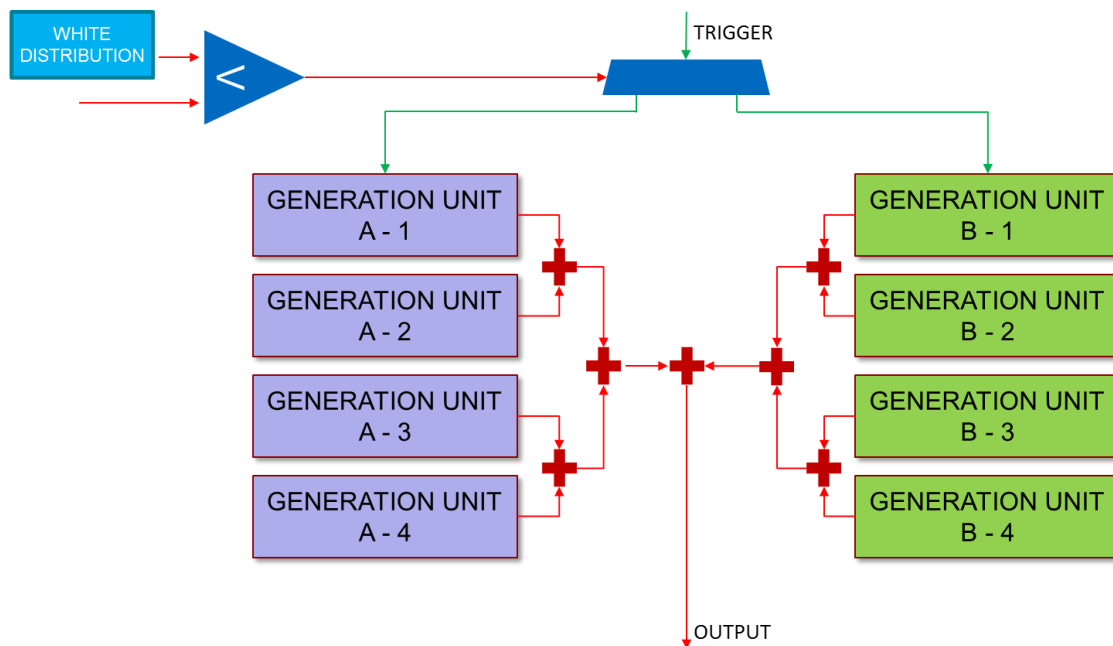 WHITE
DISTRIBUTION
TRIGGER
<
GENERATION UNIT
A - 1
GENERATION UNIT
B - 1
GENERATION UNIT
A - 2
GENERATION UNIT
B - 2
GENERATION UNIT
A - 3
GENERATION UNIT
B - 3
GENERATION UNIT
A - 4
GENERATION UNIT
B - 4
OUTPUT